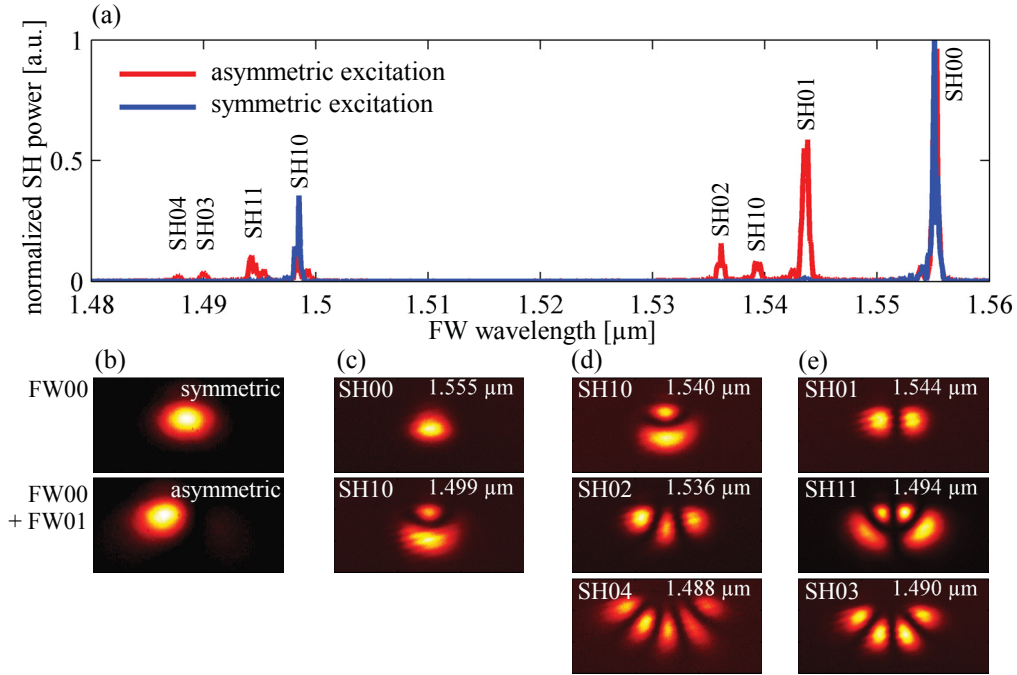 (a)
normalized SH power [a.u.]
1
0.5
0
asymmetric excitation
symmetric excitation
SH04
SH03
SH11
SH10
SH02
SH10
SH01
SH00
1.48
1.49
1.5
1.51
1.52
1.53
1.54
1.55
1.56
FW wavelength [µm]
(b)
(c)
(d)
(e)
FW00
symmetric
FW00
+ FW01
asymmetric
SH00 1.555 µm
SH10 1.499 µm
SH10 1.540 µm
SH02 1.536 µm
SH04 1.488 µm
SH01 1.544 µm
SH11 1.494 µm
SH03 1.490 µm